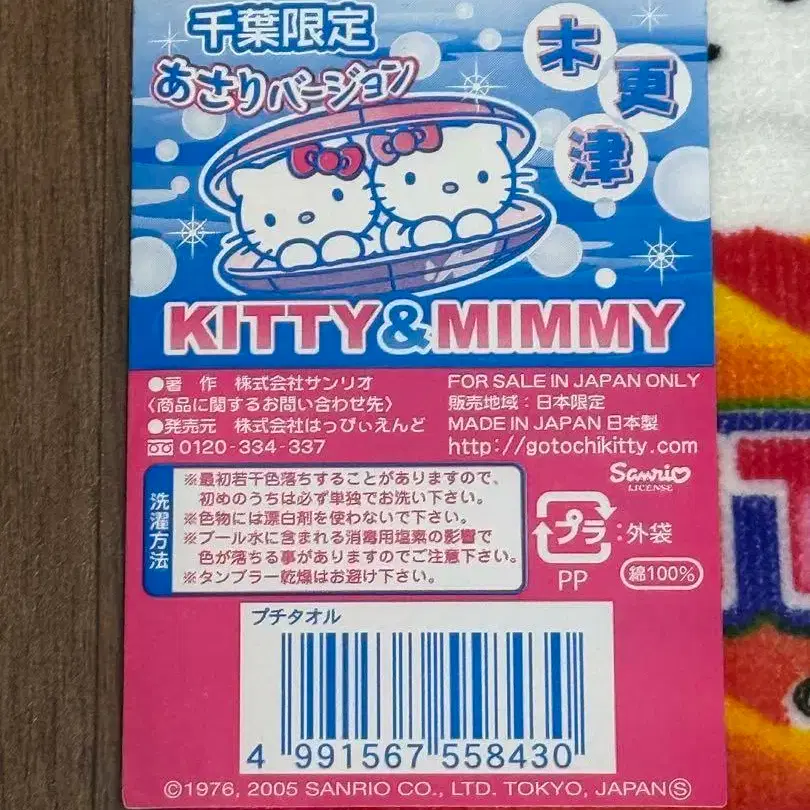 千葉限定
あさりバージョン
木更津
KITTY&MIMMY
●著 作 株式会社サンリオ
〈商品に関するお問い合わせ先〉
●発売元 株式会社はっぴぃえんど
0120-334-337
FOR SALE IN JAPAN ONLY
販売地域：日本限定
MADE IN JAPAN 日本製
http://gotochikitty.com
Sanrio
LICENSE
洗濯方法
※最初若干色落ちすることがありますので、
初めのうちは必ず単独でお洗い下さい。
※色物には漂白剤を使わないで下さい。
※プール水に含まれる消毒用塩素の影響で
色が落ちる事がありますのでご注意下さい。
※タンブラー乾燥はお避け下さい。
プラ：外袋
PP
綿100%
プチタオル
4 991567 558430
©1976, 2005 SANRIO CO., LTD. TOKYO, JAPANⓈ